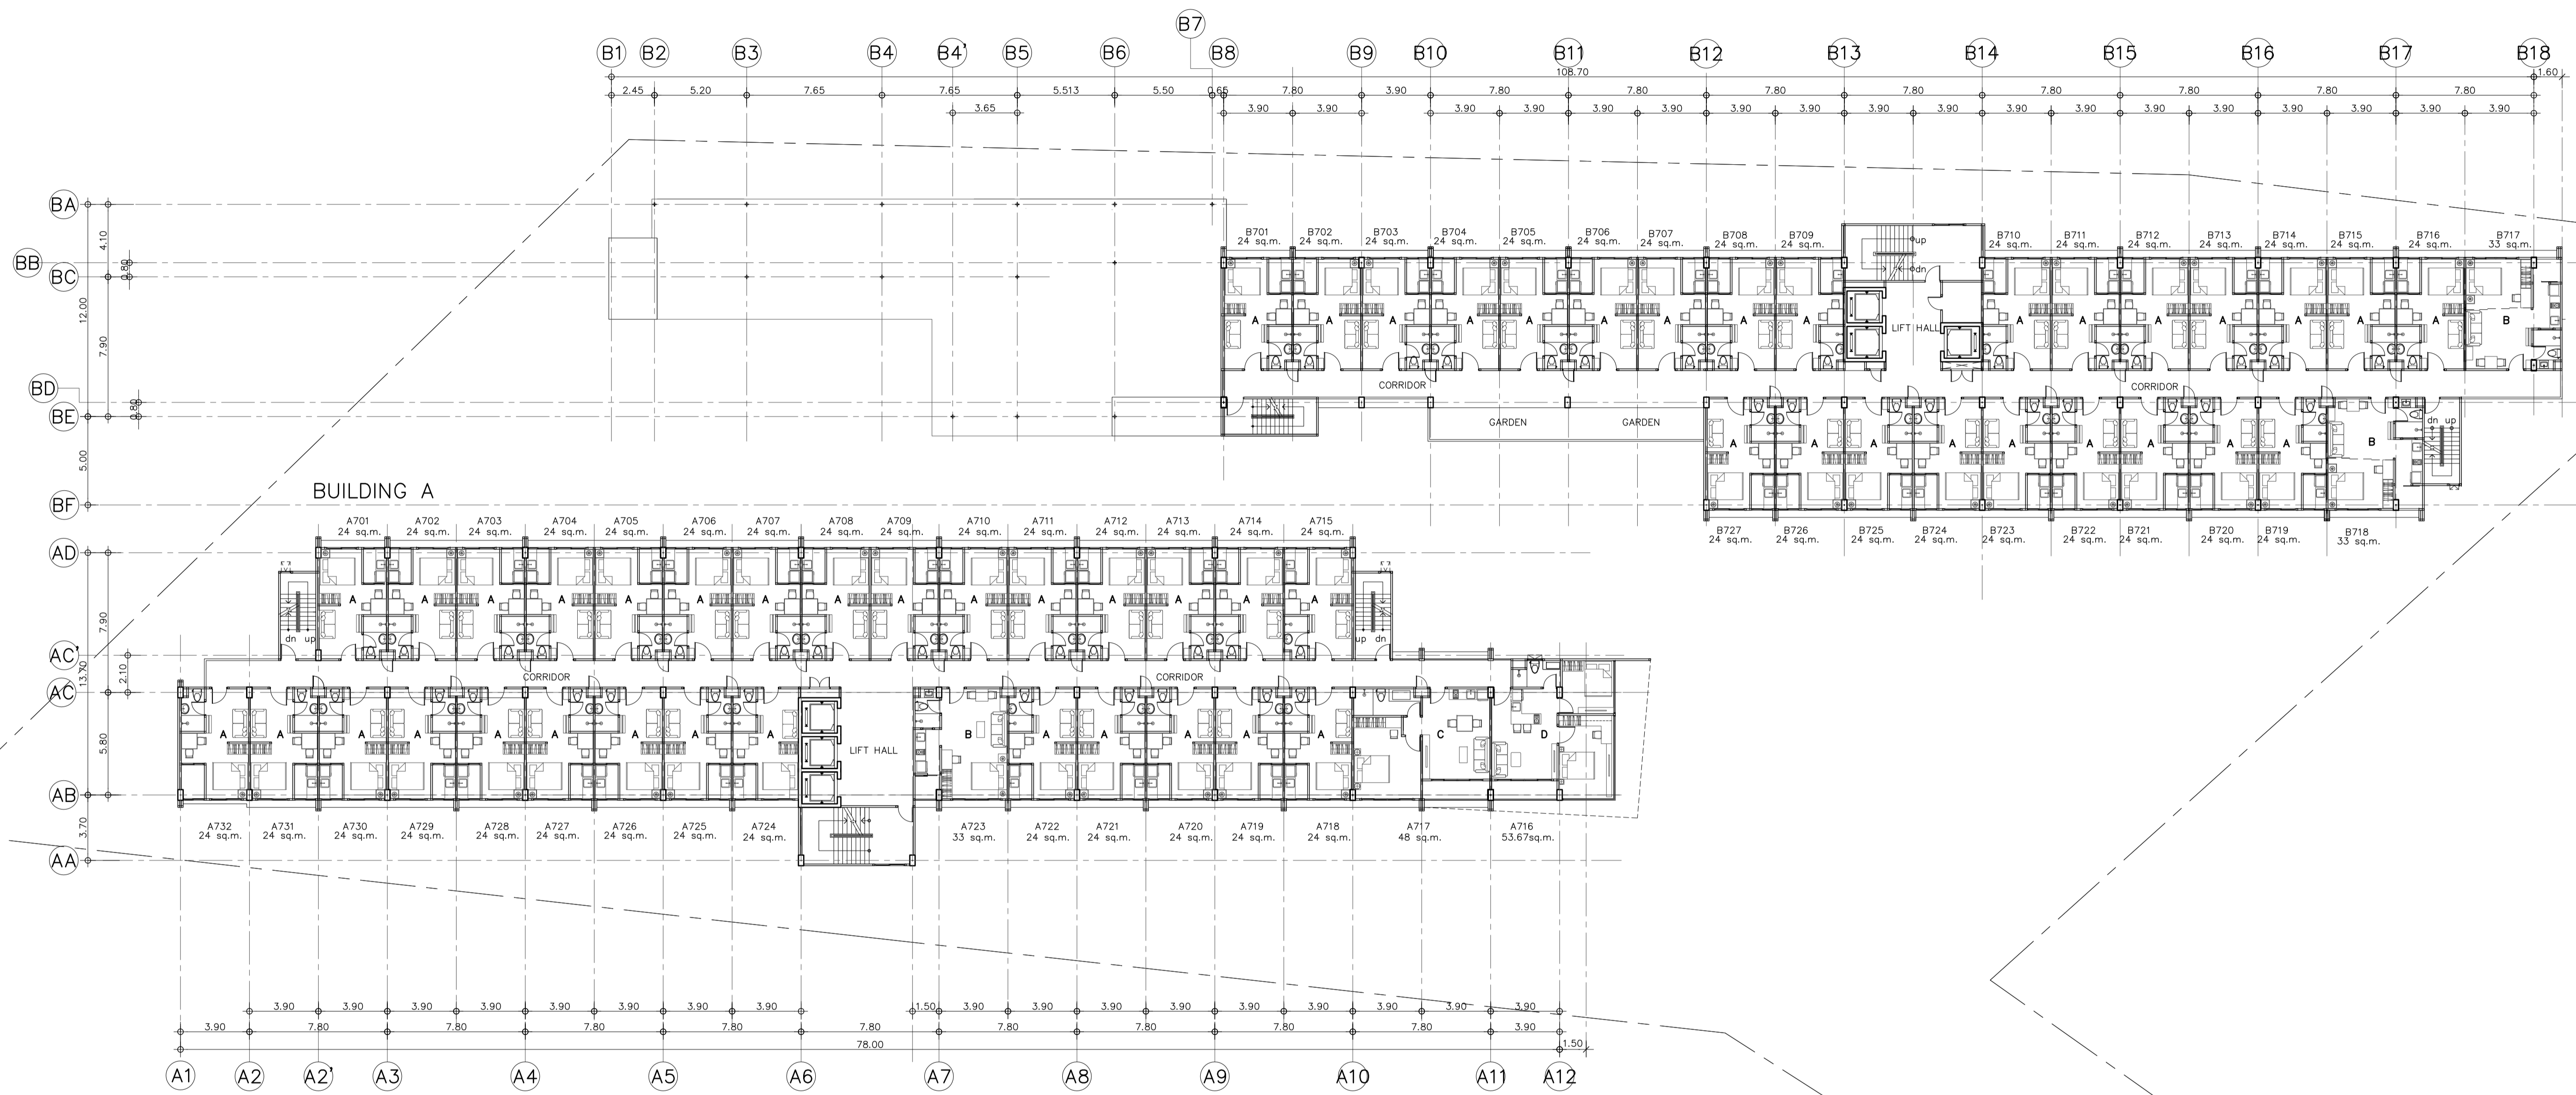 B7
B1 B2 B3 B4 B4' B5 B6 B8 B9 B10 B11 B12 B13 B14 B15 B16 B17 B18
108.70 1.60
2.45 5.20 7.65 7.65 5.513 5.50 0.65 7.80 3.90 7.80 7.80 7.80 7.80 7.80 7.80 7.80 7.80
3.65 3.90 3.90 3.90 3.90 3.90 3.90 3.90 3.90 3.90 3.90 3.90 3.90 3.90 3.90 3.90 3.90 3.90 3.90
BA
4.10
BB
0.80
BC
12.00
7.90
BD
0.80
BE
5.00
BF
B701 B702 B703 B704 B705 B706 B707 B708 B709 B710 B711 B712 B713 B714 B715 B716 B717
24 sq.m. 24 sq.m. 24 sq.m. 24 sq.m. 24 sq.m. 24 sq.m. 24 sq.m. 24 sq.m. 24 sq.m. 24 sq.m. 24 sq.m. 24 sq.m. 24 sq.m. 24 sq.m. 24 sq.m. 24 sq.m. 33 sq.m.
up
dn
A A A A A A A A A A A A A A A A B
LIFT HALL
CORRIDOR CORRIDOR
GARDEN GARDEN
dn up
A A A A A A A A A B
B727 B726 B725 B724 B723 B722 B721 B720 B719 B718
24 sq.m. 24 sq.m. 24 sq.m. 24 sq.m. 24 sq.m. 24 sq.m. 24 sq.m. 24 sq.m. 24 sq.m. 33 sq.m.
BUILDING A
A701 A702 A703 A704 A705 A706 A707 A708 A709 A710 A711 A712 A713 A714 A715
24 sq.m. 24 sq.m. 24 sq.m. 24 sq.m. 24 sq.m. 24 sq.m. 24 sq.m. 24 sq.m. 24 sq.m. 24 sq.m. 24 sq.m. 24 sq.m. 24 sq.m. 24 sq.m. 24 sq.m.
AD
7.90
AC'
13.70
2.10
AC
5.80
AB
3.70
AA
A A A A A A A A A A A A A A A
dn up
up dn
CORRIDOR CORRIDOR
A A A A A A A A A B A A A A A C D
LIFT HALL
A732 A731 A730 A729 A728 A727 A726 A725 A724 A723 A722 A721 A720 A719 A718 A717 A716
24 sq.m. 24 sq.m. 24 sq.m. 24 sq.m. 24 sq.m. 24 sq.m. 24 sq.m. 24 sq.m. 24 sq.m. 33 sq.m. 24 sq.m. 24 sq.m. 24 sq.m. 24 sq.m. 24 sq.m. 48 sq.m. 53.67sq.m.
3.90 3.90 3.90 3.90 3.90 3.90 3.90 3.90 1.50 3.90 3.90 3.90 3.90 3.90 3.90 3.90 3.90 3.90
3.90 7.80 7.80 7.80 7.80 7.80 7.80 7.80 7.80 3.90
78.00 1.50
A1 A2 A2' A3 A4 A5 A6 A7 A8 A9 A10 A11 A12